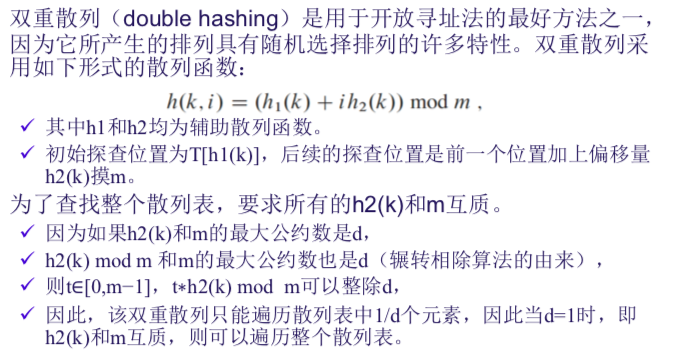 双重散列（double hashing）是用于开放寻址法的最好方法之一，
因为它所产生的排列具有随机选择排列的许多特性。双重散列采
用如下形式的散列函数：
h(k, i) = (h₁(k) + ih₂(k)) mod m ,
✓ 其中h1和h2均为辅助散列函数。
✓ 初始探查位置为T[h1(k)]，后续的探查位置是前一个位置加上偏移量
h2(k)摸m。
为了查找整个散列表，要求所有的h2(k)和m互质。
✓ 因为如果h2(k)和m的最大公约数是d，
✓ h2(k) mod m 和m的最大公约数也是d（辗转相除算法的由来），
✓ 则t∈[0,m−1]，t*h2(k) mod m可以整除d，
✓ 因此，该双重散列只能遍历散列表中1/d个元素，因此当d=1时，即
h2(k)和m互质，则可以遍历整个散列表。